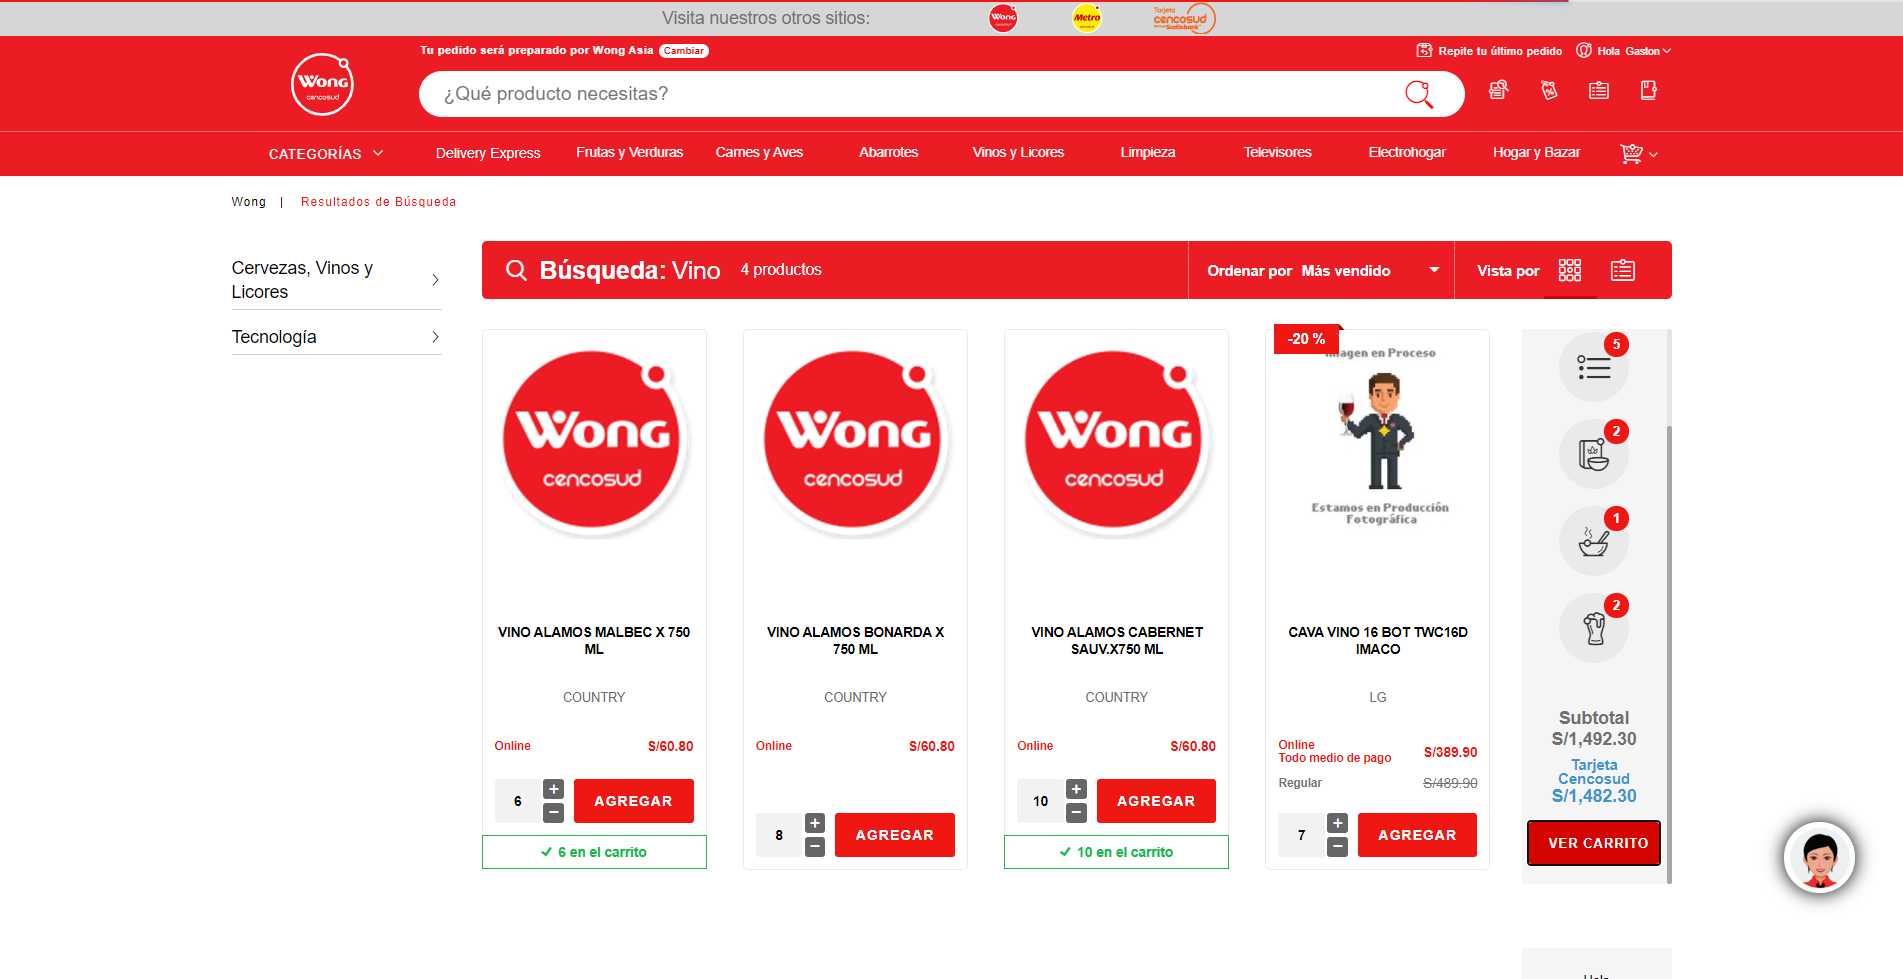 Visita nuestros otros sitios:
Wong
cencosud
Metro
cencosud
Tarjeta
cencosud
Scotiabank
Tu pedido será preparado por Wong Asia Cambiar
Repite tu último pedido
Hola Gaston
Wong
cencosud
¿Qué producto necesitas?
CATEGORÍAS
Delivery Express
Frutas y Verduras
Carnes y Aves
Abarrotes
Vinos y Licores
Limpieza
Televisores
Electrohogar
Hogar y Bazar
Wong | Resultados de Búsqueda
Cervezas, Vinos y
Licores
Tecnología
Búsqueda: Vino 4 productos
Ordenar por Más vendido
Vista por
Wong
cencosud
VINO ALAMOS MALBEC X 750
ML
COUNTRY
Online S/60.80
6 + −
AGREGAR
6 en el carrito
Wong
cencosud
VINO ALAMOS BONARDA X
750 ML
COUNTRY
Online S/60.80
8 + −
AGREGAR
Wong
cencosud
VINO ALAMOS CABERNET
SAUV.X750 ML
COUNTRY
Online S/60.80
10 + −
AGREGAR
10 en el carrito
-20 %
Imagen en Proceso
Estamos en Producción
Fotográfica
CAVA VINO 16 BOT TWC16D
IMACO
LG
Online
Todo medio de pago S/389.90
Regular S/489.90
7 + −
AGREGAR
5
2
1
2
Subtotal
S/1,492.30
Tarjeta
Cencosud
S/1,482.30
VER CARRITO